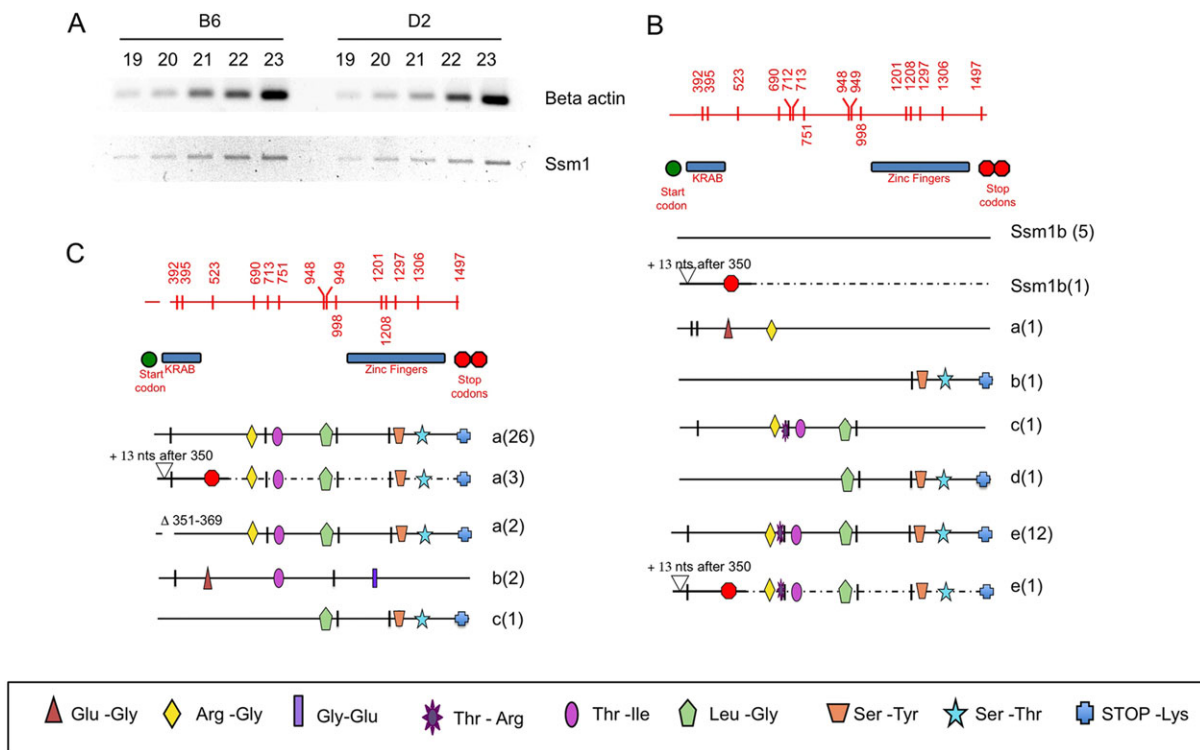 A
B6
D2
19 20 21 22 23
19 20 21 22 23
Beta actin
Ssm1
B
392
395
523
690
712
713
751
948
949
998
1201
1208
1297
1306
1497
Start
codon
KRAB
Zinc Fingers
Stop
codons
Ssm1b (5)
+ 13 nts after 350
Ssm1b(1)
a(1)
b(1)
c(1)
d(1)
e(12)
+ 13 nts after 350
e(1)
C
392
395
523
690
713
751
948
949
998
1201
1208
1297
1306
1497
Start
codon
KRAB
Zinc Fingers
Stop
codons
a(26)
+ 13 nts after 350
a(3)
Δ 351-369
a(2)
b(2)
c(1)
Glu -Gly
Arg -Gly
Gly-Glu
Thr - Arg
Thr -Ile
Leu -Gly
Ser -Tyr
Ser -Thr
STOP -Lys